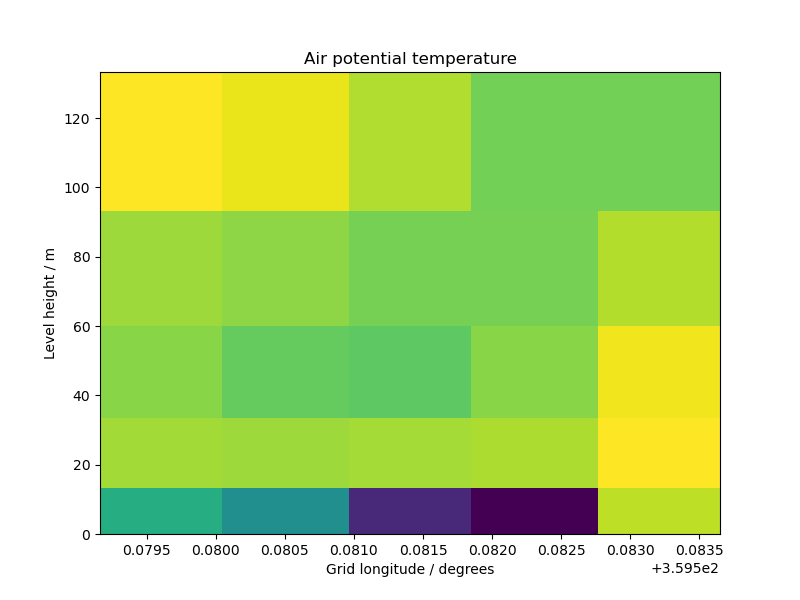 Air potential temperature
120
100
80
60
40
20
0
Level height / m
0.0795 0.0800 0.0805 0.0810 0.0815 0.0820 0.0825 0.0830 0.0835
Grid longitude / degrees
+3.595e2